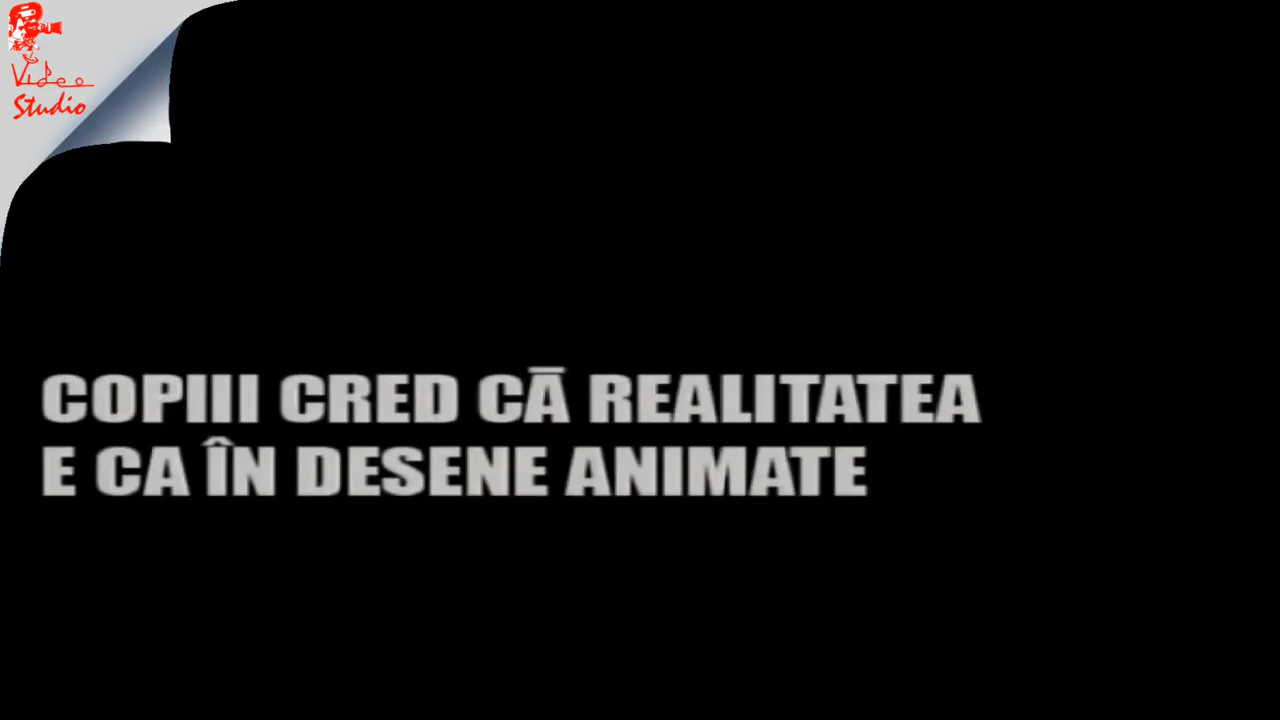 Video
Studio
COPIII CRED CĂ REALITATEA
E CA ÎN DESENE ANIMATE